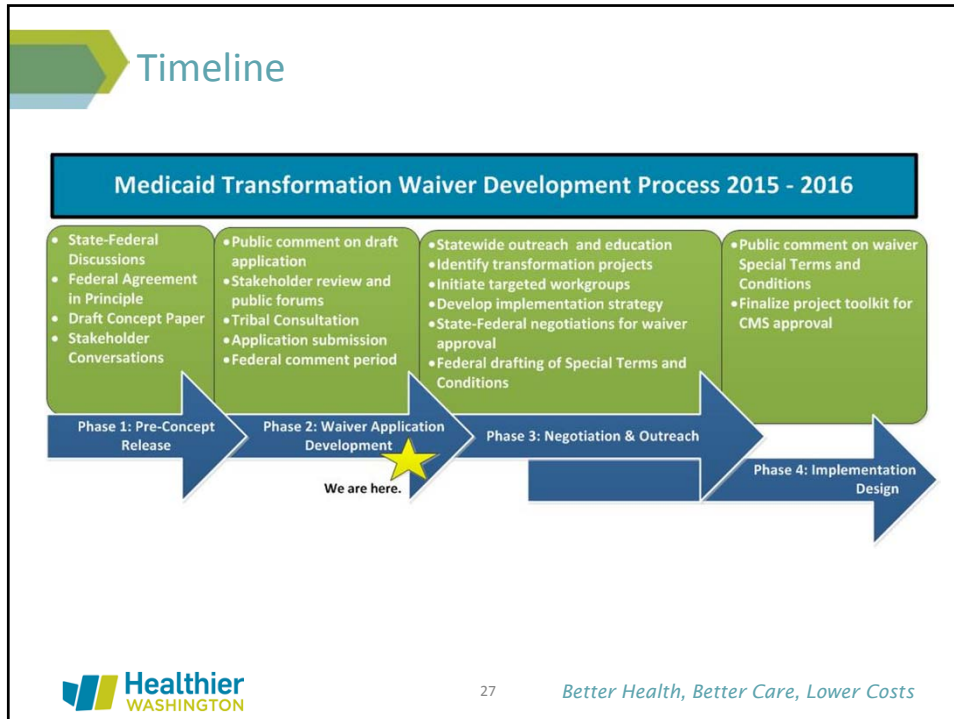 Timeline
Medicaid Transformation Waiver Development Process 2015 - 2016
• State-Federal
Discussions
• Federal Agreement
in Principle
• Draft Concept Paper
• Stakeholder
Conversations
•Public comment on draft
application
•Stakeholder review and
public forums
•Tribal Consultation
•Application submission
•Federal comment period
•Statewide outreach and education
•Identify transformation projects
•Initiate targeted workgroups
•Develop implementation strategy
•State-Federal negotiations for waiver
approval
•Federal drafting of Special Terms and
Conditions
•Public comment on waiver
Special Terms and
Conditions
•Finalize project toolkit for
CMS approval
Phase 1: Pre-Concept
Release
Phase 2: Waiver Application
Development
We are here.
Phase 3: Negotiation & Outreach
Phase 4: Implementation
Design
Healthier
WASHINGTON
27
Better Health, Better Care, Lower Costs